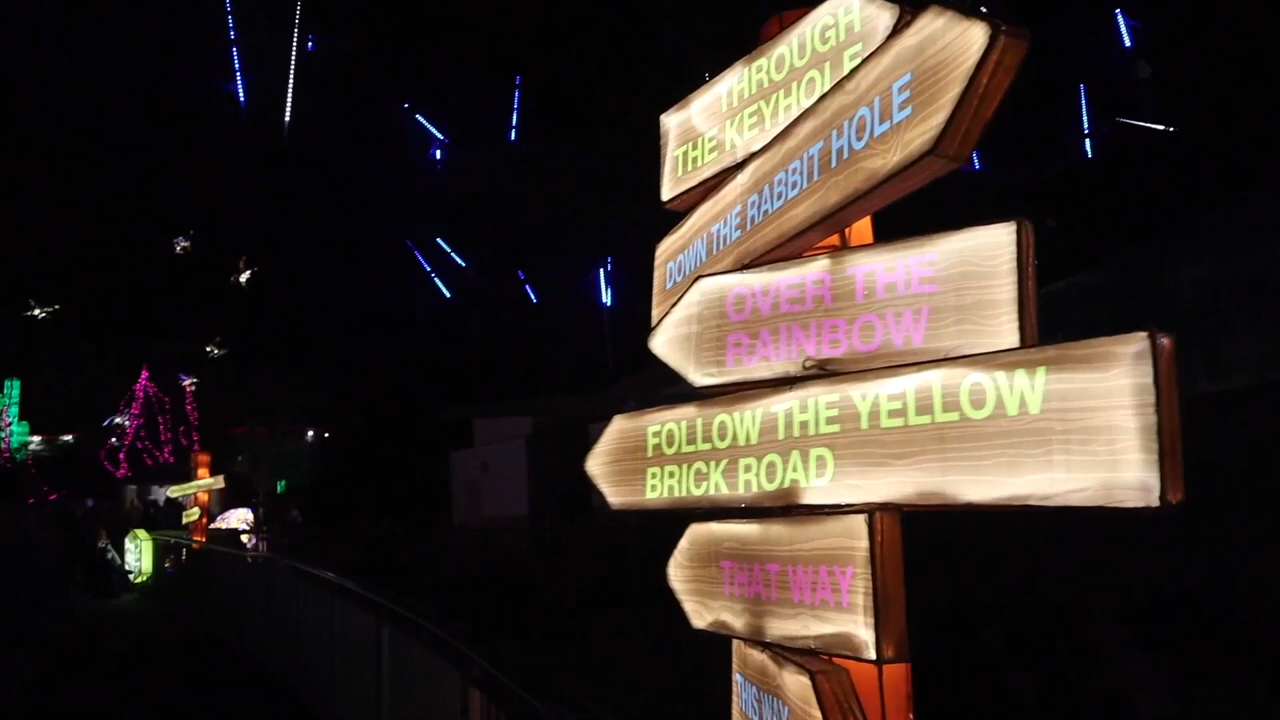 THROUGH
THE KEYHOLE
DOWN THE RABBIT HOLE
OVER THE
RAINBOW
FOLLOW THE YELLOW
BRICK ROAD
THAT WAY
THIS WAY